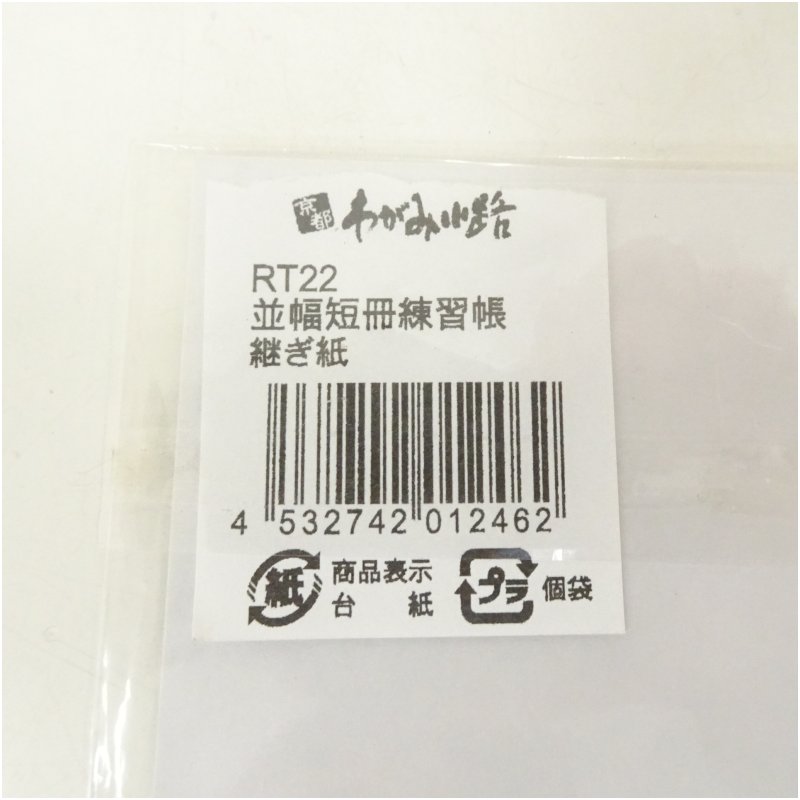 京都 わがみ小路
RT22
並幅短冊練習帳
継ぎ紙
4 532742 012462
紙 商品表示
台 紙
プラ 個袋